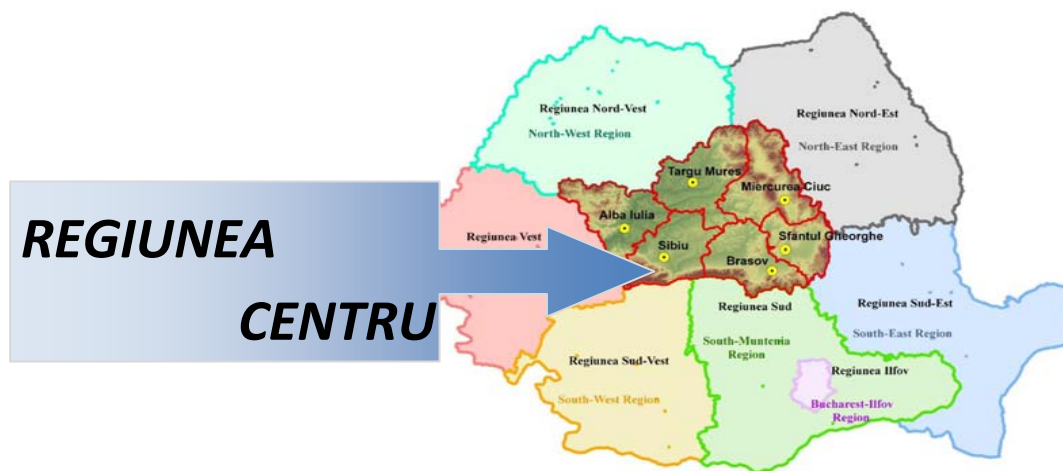 REGIUNEA
CENTRU
Regiunea Nord-Vest
North-West Region
Regiunea Nord-Est
North-East Region
Targu Mures
Miercurea Ciuc
Alba Iulia
Sibiu
Sfantul Gheorghe
Brasov
Regiunea Vest
Regiunea Sud
South-Muntenia
Region
Regiunea Sud-Est
South-East Region
Regiunea Sud-Vest
South-West Region
Regiunea Ilfov
Bucharest-Ilfov
Region